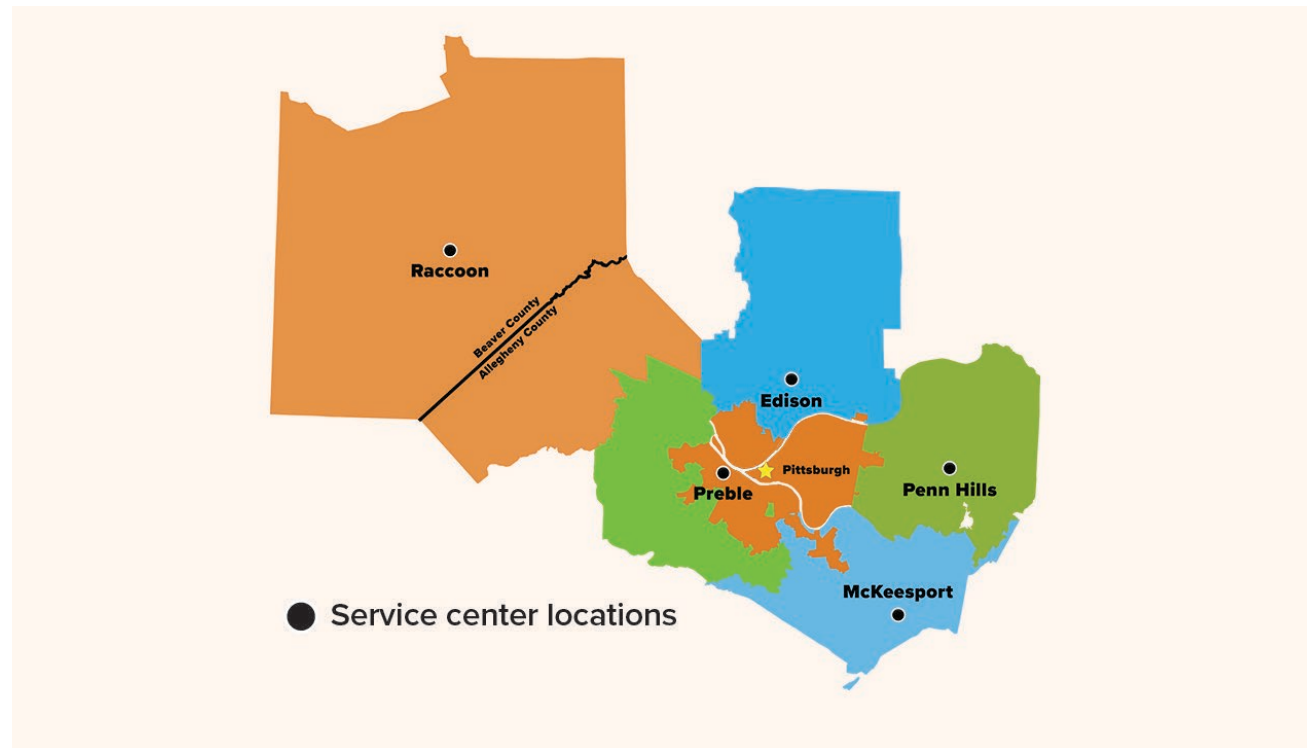 Raccoon
Beaver County
Allegheny County
Edison
Pittsburgh
Preble
Penn Hills
McKeesport
Service center locations